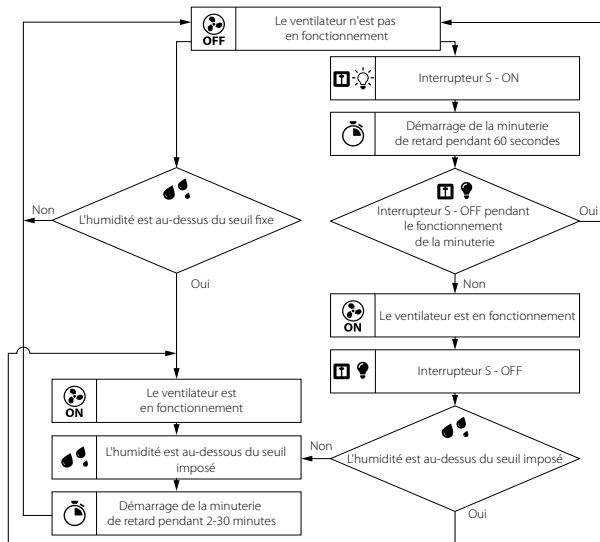 OFF
Le ventilateur n'est pas
en fonctionnement
Interrupteur S - ON
Démarrage de la minuterie
de retard pendant 60 secondes
Non
L'humidité est au-dessus du seuil fixe
Oui
Interrupteur S - OFF pendant
le fonctionnement
de la minuterie
Oui
Non
ON
Le ventilateur est en fonctionnement
Interrupteur S - OFF
ON
Le ventilateur est
en fonctionnement
L'humidité est au-dessous du seuil
imposé
Non
L'humidité est au-dessus du seuil imposé
Démarrage de la minuterie
de retard pendant 2-30 minutes
Oui